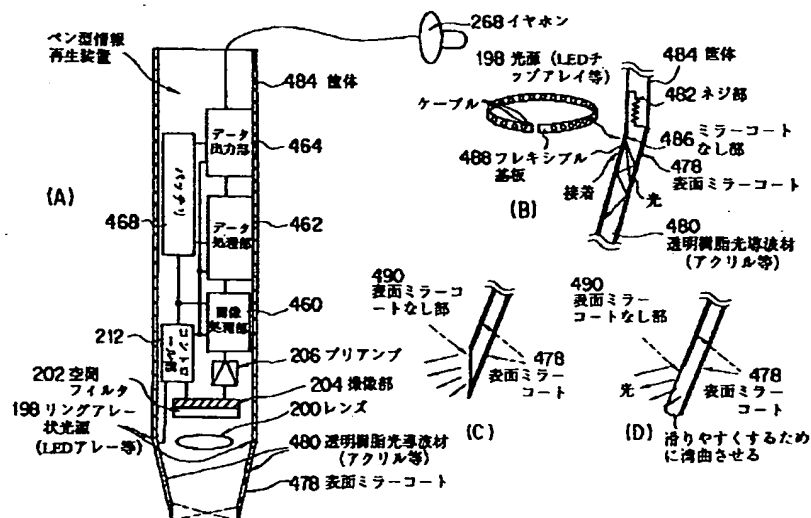 ペン型情報
再生装置
268 イヤホン
484 筐体
データ
出力部
464
バッテリ
468
(A)
データ
処理部
462
画像
処理部
460
212
コントロール部
206 プリアンプ
202 空間
フィルタ
204 撮像部
198 リングアレー
状光源
(LEDアレー等)
200 レンズ
480 透明樹脂光導波材
(アクリル等)
478 表面ミラーコート
198 光源 (LEDチ
ップアレイ等)
ケーブル
488 フレキシブル
基板
(B)
接着
484 筐体
482 ネジ部
486 ミラーコート
なし部
478
表面ミラーコート
光
480
透明樹脂光導波材
(アクリル等)
490
表面ミラーコ
ートなし部
478
表面ミラー
コート
(C)
490
表面ミラー
コートなし部
光
478
表面ミラー
コート
(D)
滑りやすくするため
に湾曲させる